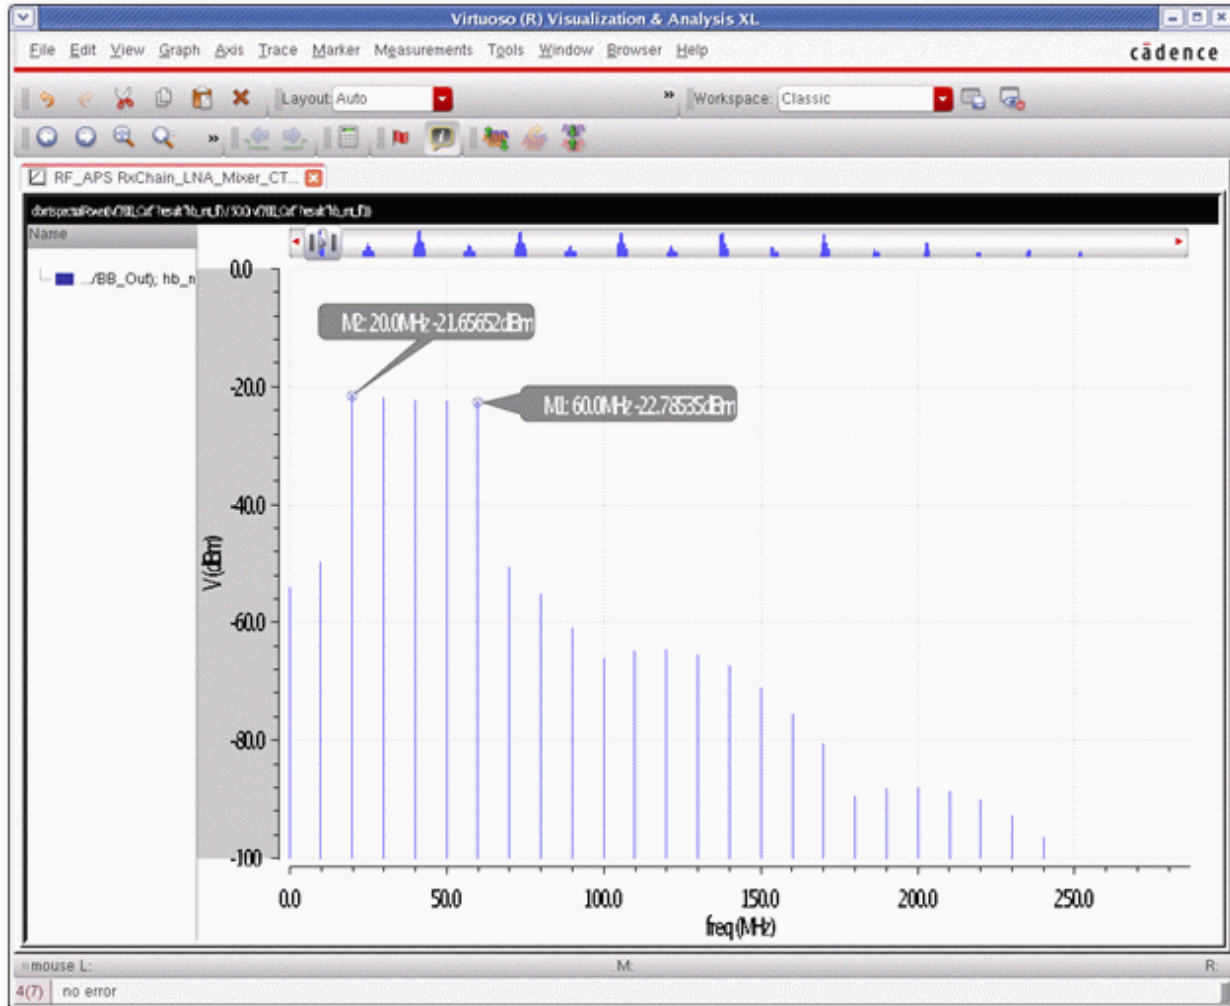 Virtuoso (R) Visualization & Analysis XL
File Edit View Graph Axis Trace Marker Measurements Tools Window Browser Help
cādence
Layout: Auto
» Workspace: Classic
»
RF_APS RxChain_LNA_Mixer_CT...
Name
.../BB_Out); hb_n
0.0
M2: 20.0MHz -21.65652dBm
-20.0
M1: 60.0MHz -22.78535dBm
-40.0
V (dBm)
-60.0
-80.0
-100
0.0 50.0 100.0 150.0 200.0 250.0
freq (MHz)
mouse L: M: R:
4(7) no error